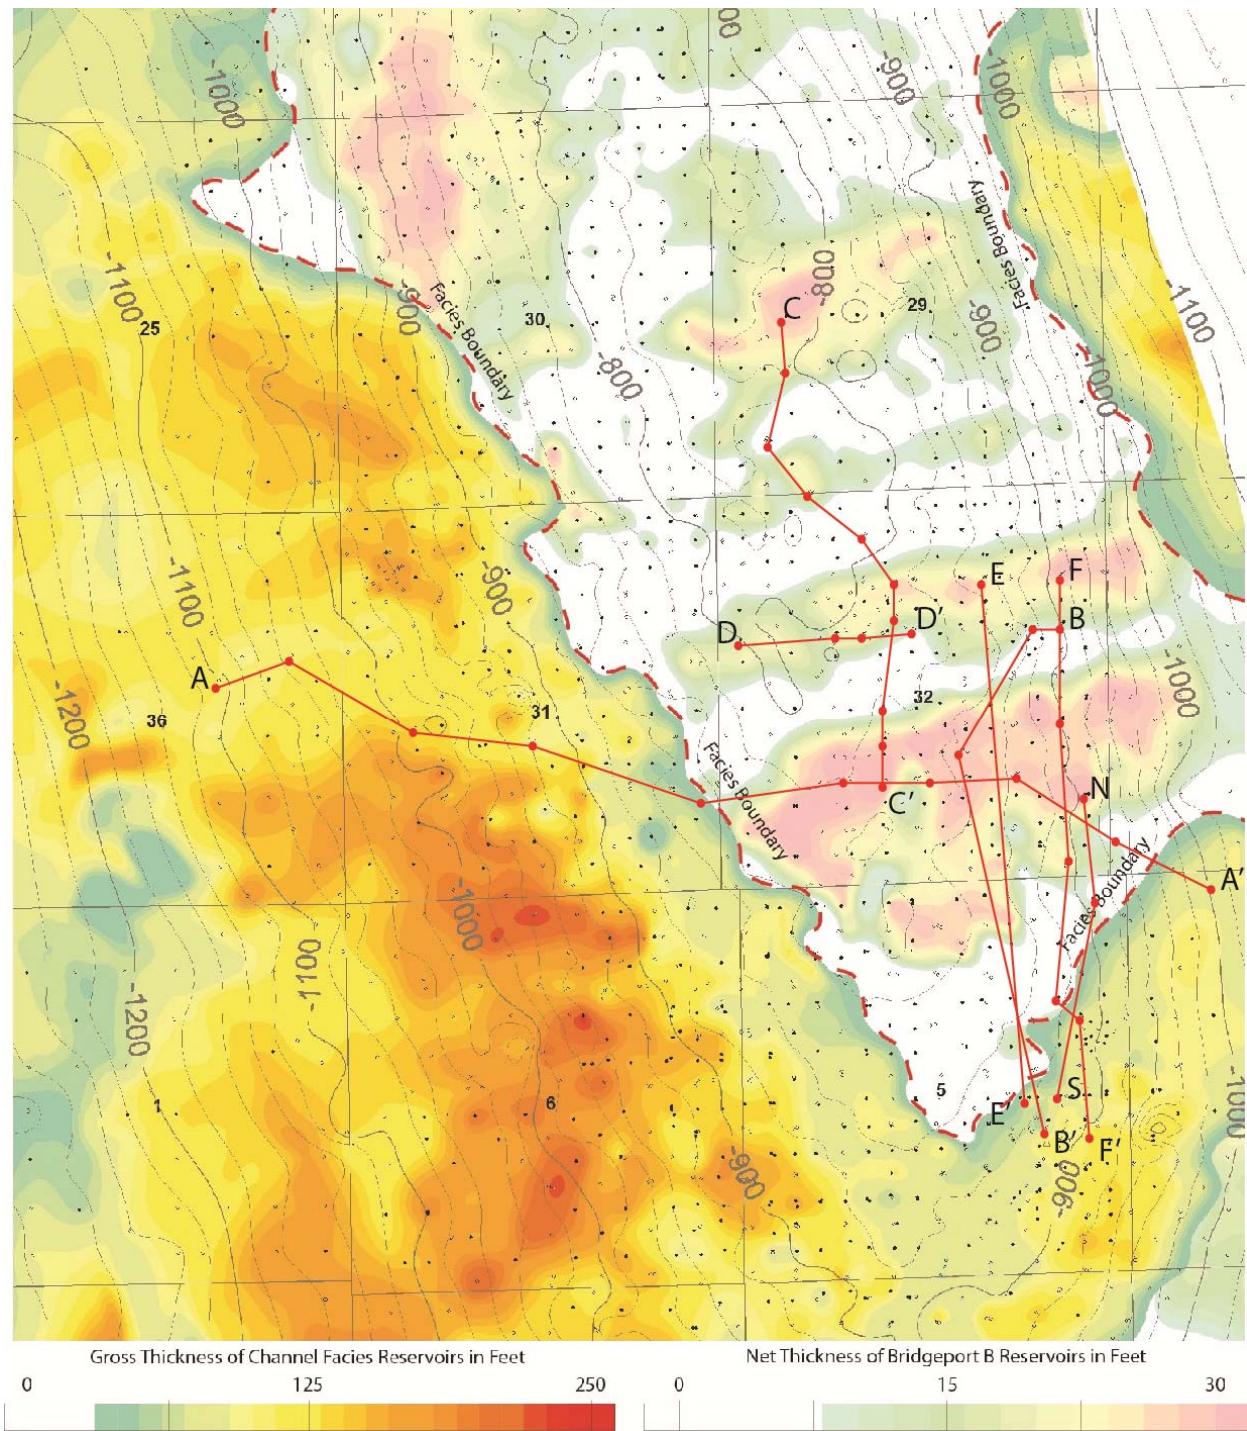 00
-1000
-900
-1000
Facies Boundary
-1100
-800
C
-1100
25
-900
Facies Boundary
30
29
-900
-1100
-800
-1000
-1100
-900
E
F
D
D'
B
A
-1200
36
31
32
-1000
Facies Boundary
N
C'
Facies Boundary
A'
-1000
-1100
-1200
1
6
5
E'
S
B'
F'
-1000
-900
-900
Gross Thickness of Channel Facies Reservoirs in Feet
Net Thickness of Bridgeport B Reservoirs in Feet
0 125 250
0 15 30